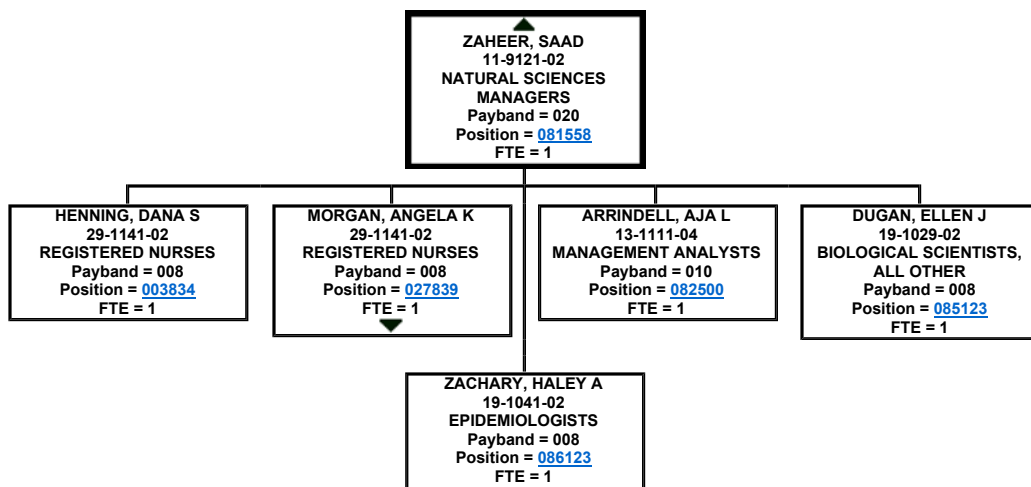 ZAHEER, SAAD
11-9121-02
NATURAL SCIENCES
MANAGERS
Payband = 020
Position = 081558
FTE = 1
HENNING, DANA S
29-1141-02
REGISTERED NURSES
Payband = 008
Position = 003834
FTE = 1
MORGAN, ANGELA K
29-1141-02
REGISTERED NURSES
Payband = 008
Position = 027839
FTE = 1
ARRINDELL, AJA L
13-1111-04
MANAGEMENT ANALYSTS
Payband = 010
Position = 082500
FTE = 1
DUGAN, ELLEN J
19-1029-02
BIOLOGICAL SCIENTISTS,
ALL OTHER
Payband = 008
Position = 085123
FTE = 1
ZACHARY, HALEY A
19-1041-02
EPIDEMIOLOGISTS
Payband = 008
Position = 086123
FTE = 1